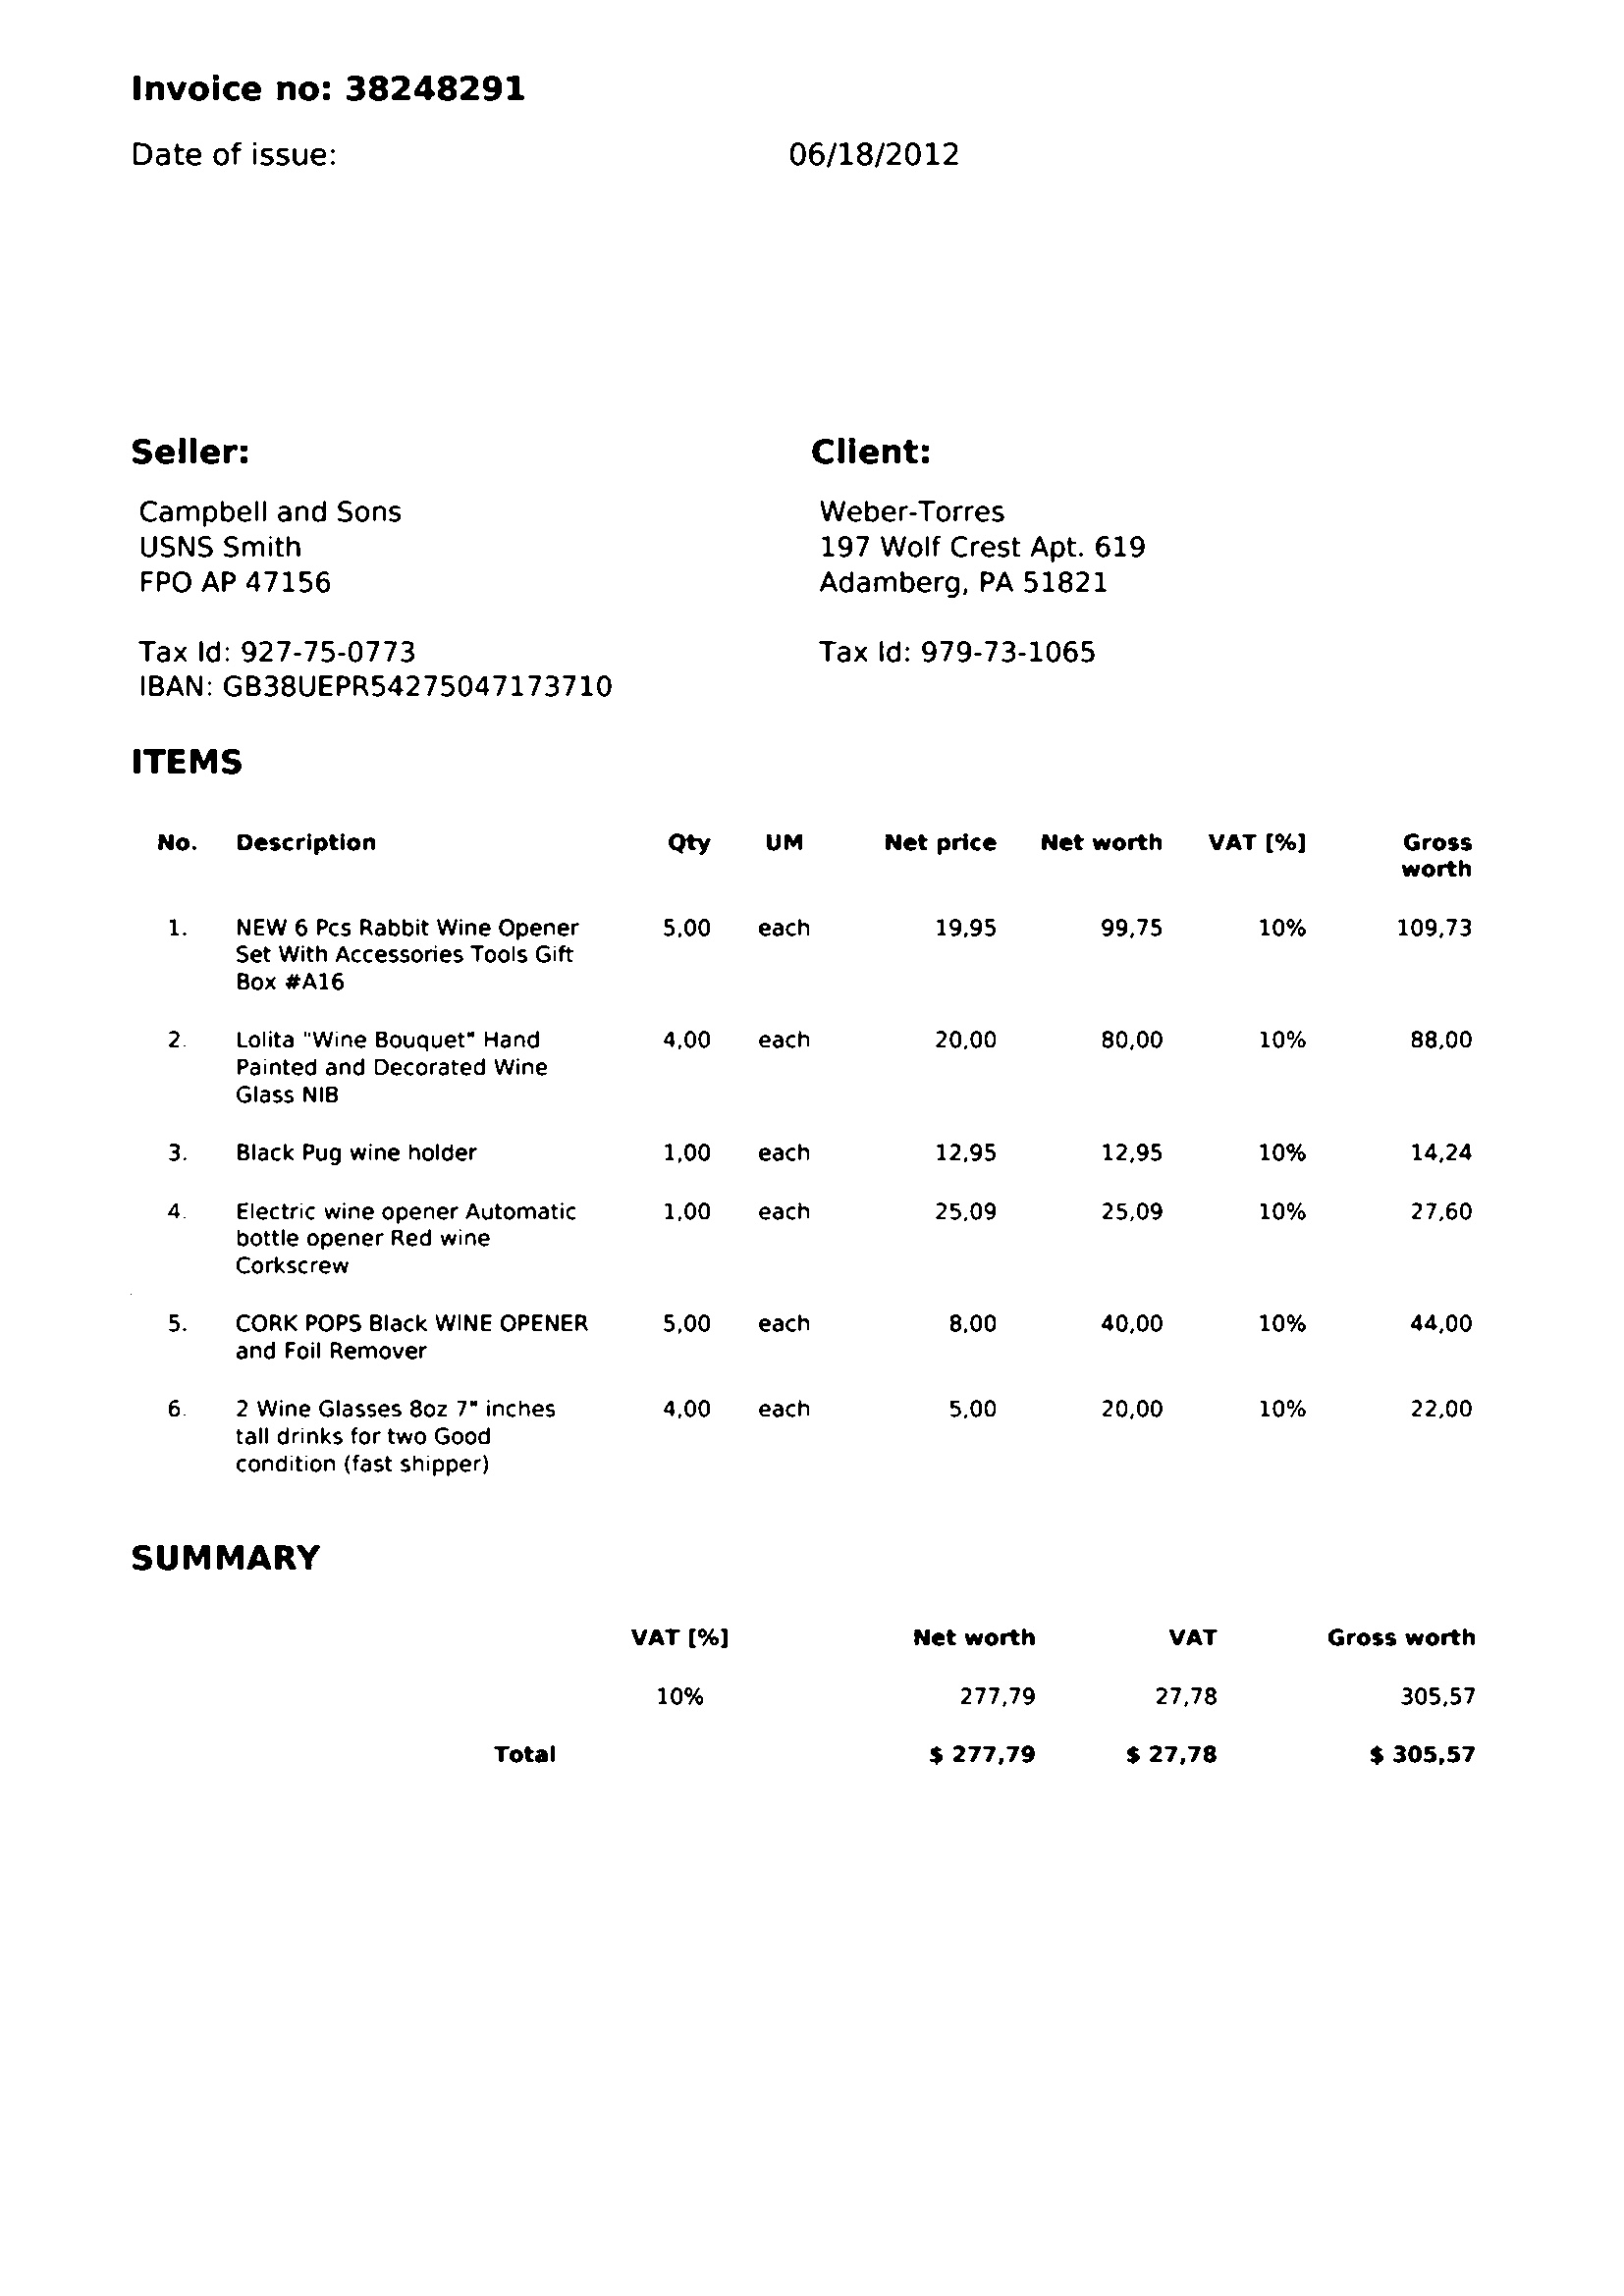 Invoice no: 38248291
Date of issue: 06/18/2012
Seller:
Campbell and Sons
USNS Smith
FPO AP 47156
Tax Id: 927-75-0773
IBAN: GB38UEPR54275047173710
Client:
Weber-Torres
197 Wolf Crest Apt. 619
Adamberg, PA 51821
Tax Id: 979-73-1065
ITEMS
No. Description Qty UM Net price Net worth VAT [%] Gross
worth
1. NEW 6 Pcs Rabbit Wine Opener 5,00 each 19,95 99,75 10% 109,73
Set With Accessories Tools Gift
Box #A16
2. Lolita "Wine Bouquet" Hand 4,00 each 20,00 80,00 10% 88,00
Painted and Decorated Wine
Glass NIB
3. Black Pug wine holder 1,00 each 12,95 12,95 10% 14,24
4. Electric wine opener Automatic 1,00 each 25,09 25,09 10% 27,60
bottle opener Red wine
Corkscrew
5. CORK POPS Black WINE OPENER 5,00 each 8,00 40,00 10% 44,00
and Foil Remover
6. 2 Wine Glasses 8oz 7" inches 4,00 each 5,00 20,00 10% 22,00
tall drinks for two Good
condition (fast shipper)
SUMMARY
VAT [%] Net worth VAT Gross worth
10% 277,79 27,78 305,57
Total $ 277,79 $ 27,78 $ 305,57